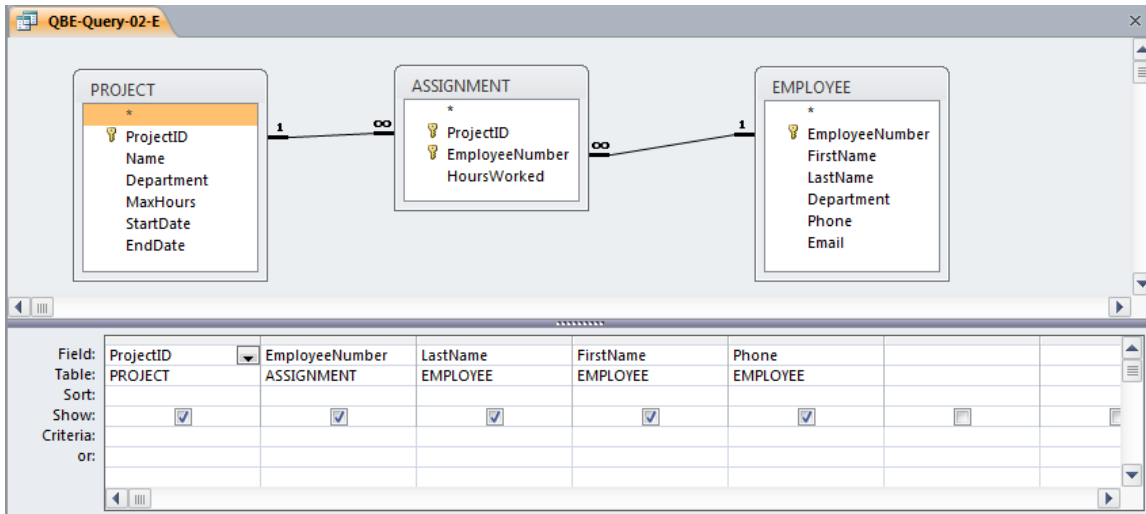 QBE-Query-02-E
PROJECT
*
ProjectID
Name
Department
MaxHours
StartDate
EndDate
1
∞
ASSIGNMENT
*
ProjectID
EmployeeNumber
HoursWorked
∞
1
EMPLOYEE
*
EmployeeNumber
FirstName
LastName
Department
Phone
Email
Field: ProjectID EmployeeNumber LastName FirstName Phone
Table: PROJECT ASSIGNMENT EMPLOYEE EMPLOYEE EMPLOYEE
Sort:
Show:
Criteria:
or: